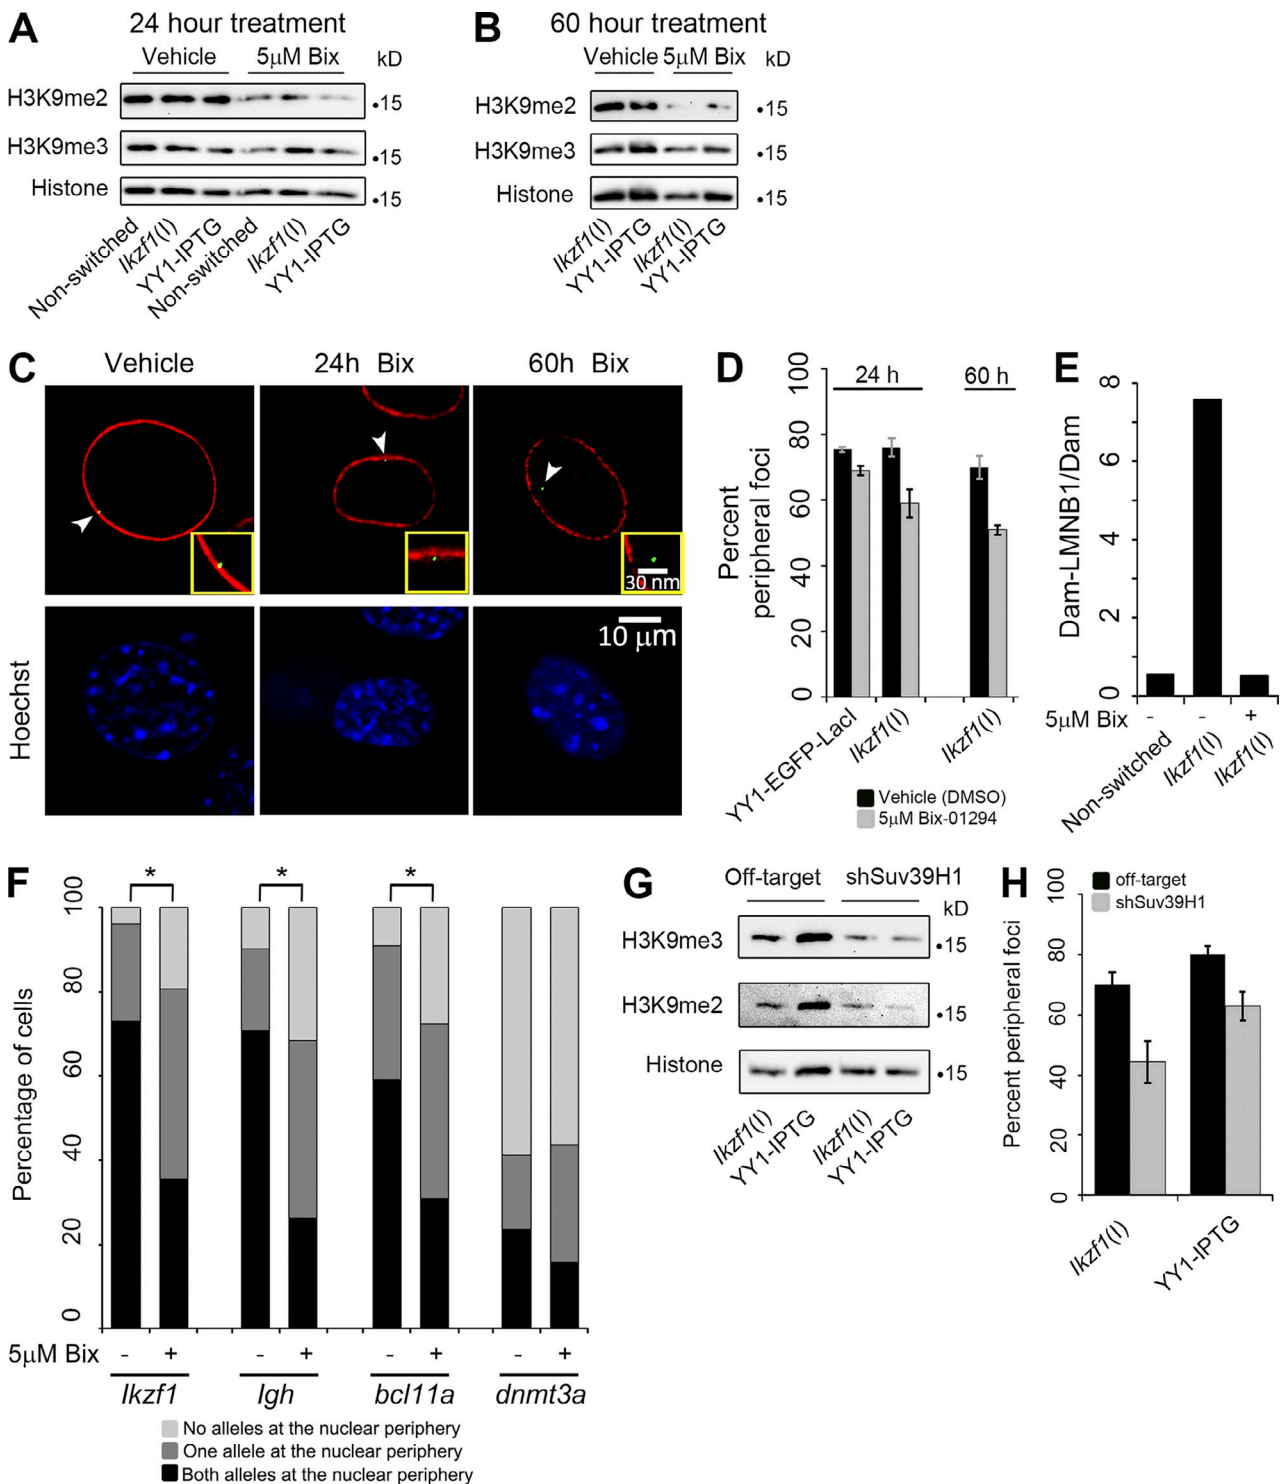 A
24 hour treatment
Vehicle 5μM Bix kD
H3K9me2 •15
H3K9me3 •15
Histone •15
Non-switched Ikzf1(I) YY1-IPTG Non-switched Ikzf1(I) YY1-IPTG
B
60 hour treatment
Vehicle 5μM Bix kD
H3K9me2 •15
H3K9me3 •15
Histone •15
Ikzf1(I) YY1-IPTG Ikzf1(I) YY1-IPTG
C
Vehicle 24h Bix 60h Bix
30 nm
10 μm
Hoechst
D
24 h 60 h
Percent
peripheral foci
100
80
60
40
20
0
YY1-EGFP-LacI Ikzf1(I) Ikzf1(I)
Vehicle (DMSO)
5μM Bix-01294
E
Dam-LMNB1/Dam
8
6
4
2
0
5μM Bix - - +
Non-switched Ikzf1(I) Ikzf1(I)
F
* * *
Percentage of cells
100
80
60
40
20
0
5μM Bix - + - + - + - +
Ikzf1 Igh bcl11a dnmt3a
No alleles at the nuclear periphery
One allele at the nuclear periphery
Both alleles at the nuclear periphery
G
Off-target shSuv39H1
kD
H3K9me3 •15
H3K9me2 •15
Histone •15
Ikzf1(I) YY1-IPTG Ikzf1(I) YY1-IPTG
H
off-target
shSuv39H1
Percent peripheral foci
100
80
60
40
20
0
Ikzf1(I) YY1-IPTG